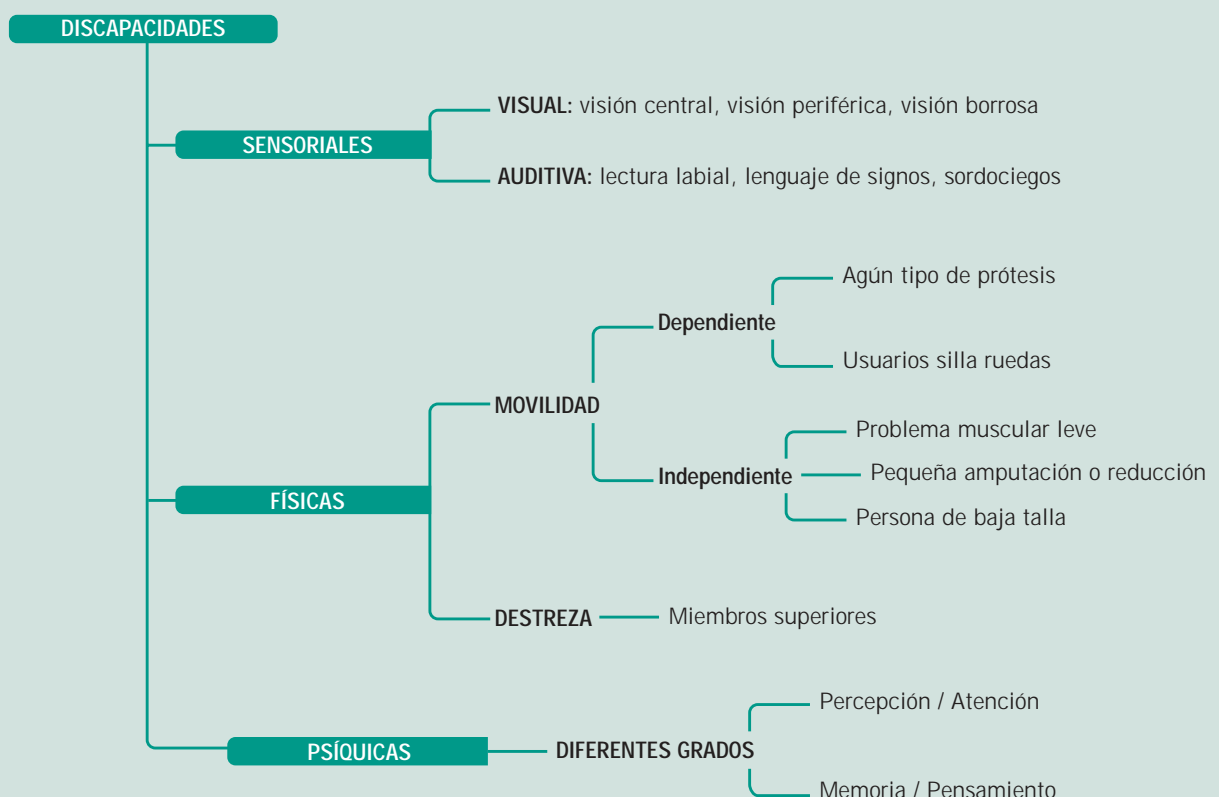 DISCAPACIDADES
SENSORIALES
VISUAL: visión central, visión periférica, visión borrosa
AUDITIVA: lectura labial, lenguaje de signos, sordociegos
FÍSICAS
MOVILIDAD
Dependiente
Agún tipo de prótesis
Usuarios silla ruedas
Independiente
Problema muscular leve
Pequeña amputación o reducción
Persona de baja talla
DESTREZA
Miembros superiores
PSÍQUICAS
DIFERENTES GRADOS
Percepción / Atención
Memoria / Pensamiento